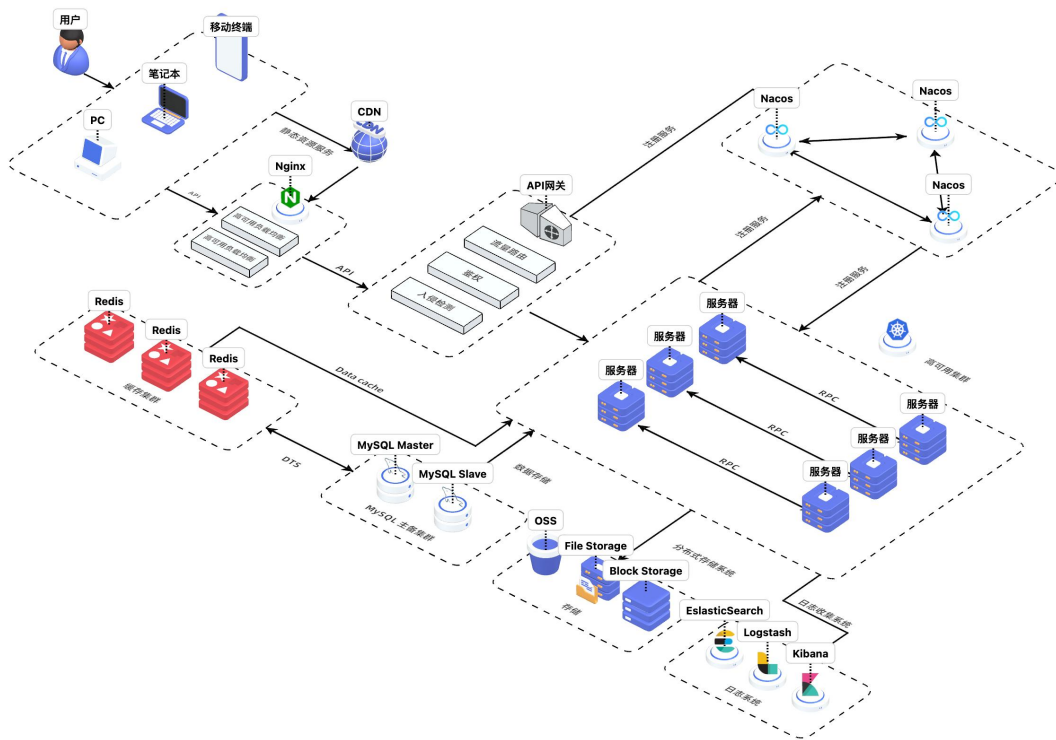 用户
移动终端
笔记本
PC
CDN
CDN
静态资源服务
API
Nginx
高可用负载均衡
高可用负载均衡
API
API网关
流量路由
鉴权
入侵检测
注册服务
Nacos
Nacos
Nacos
注册服务
注册服务
Redis
Redis
Redis
缓存集群
Data cache
DTS
MySQL Master
MySQL Slave
MySQL 主备集群
数据存储
服务器
服务器
服务器
高可用集群
RPC
RPC
RPC
服务器
服务器
服务器
OSS
File Storage
Block Storage
存储
分布式存储系统
日志收集系统
EslasticSearch
Logstash
Kibana
日志系统